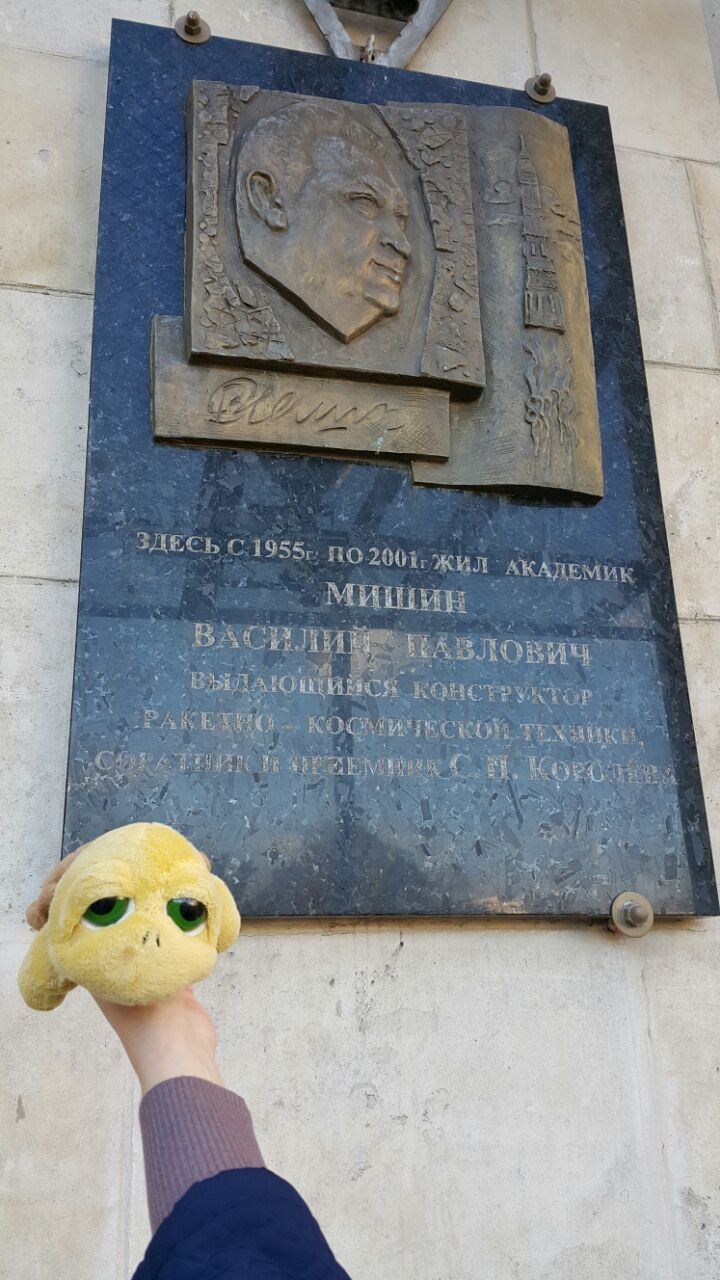 ЗДЕСЬ С 1955г. ПО 2001г. ЖИЛ АКАДЕМИК
МИШИН
ВАСИЛИЙ ПАВЛОВИЧ
ВЫДАЮЩИЙСЯ КОНСТРУКТОР
РАКЕТНО – КОСМИЧЕСКОЙ ТЕХНИКИ,
СОРАТНИК И ПРЕЕМНИК С. П. КОРОЛЁВА